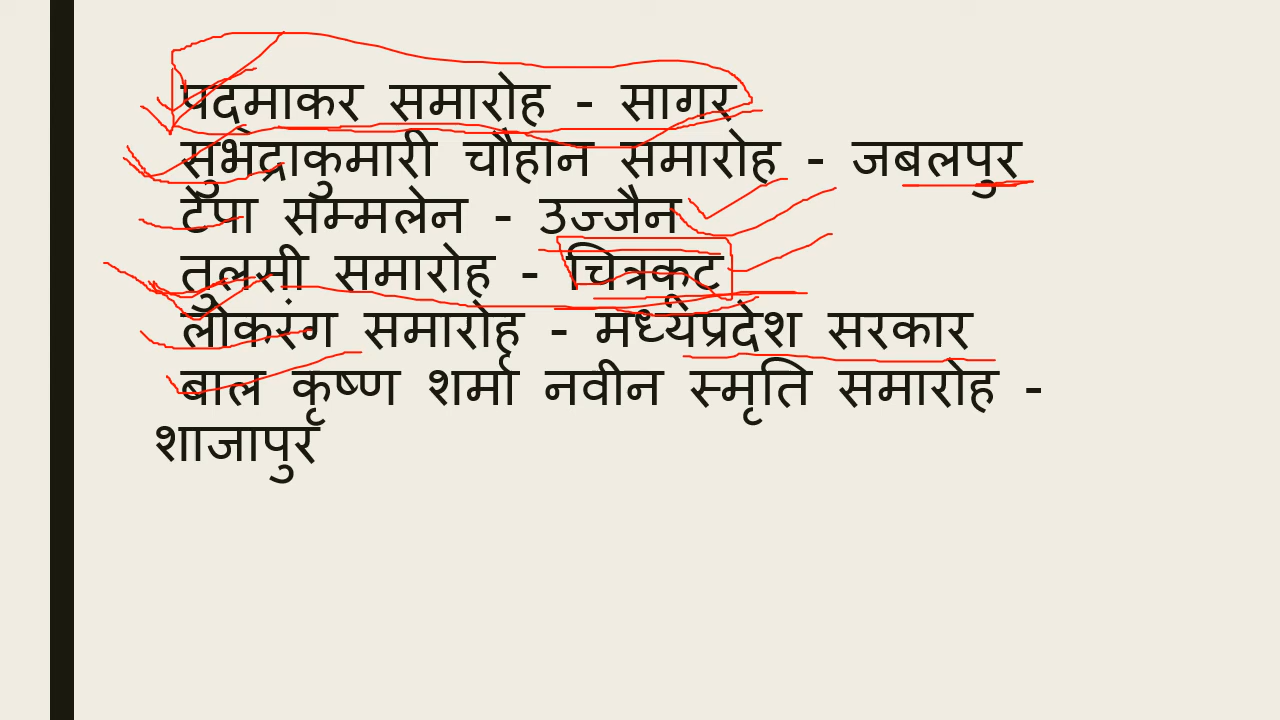 पदमाकर समारोह - सागर
सुभद्राकुमारी चौहान समारोह - जबलपुर
टेपा सम्मलेन - उज्जैन
तुलसी समारोह - चित्रकूट
लोकरंग समारोह - मध्यप्रदेश सरकार
बाल कृष्ण शर्मा नवीन स्मृति समारोह -
शाजापुर